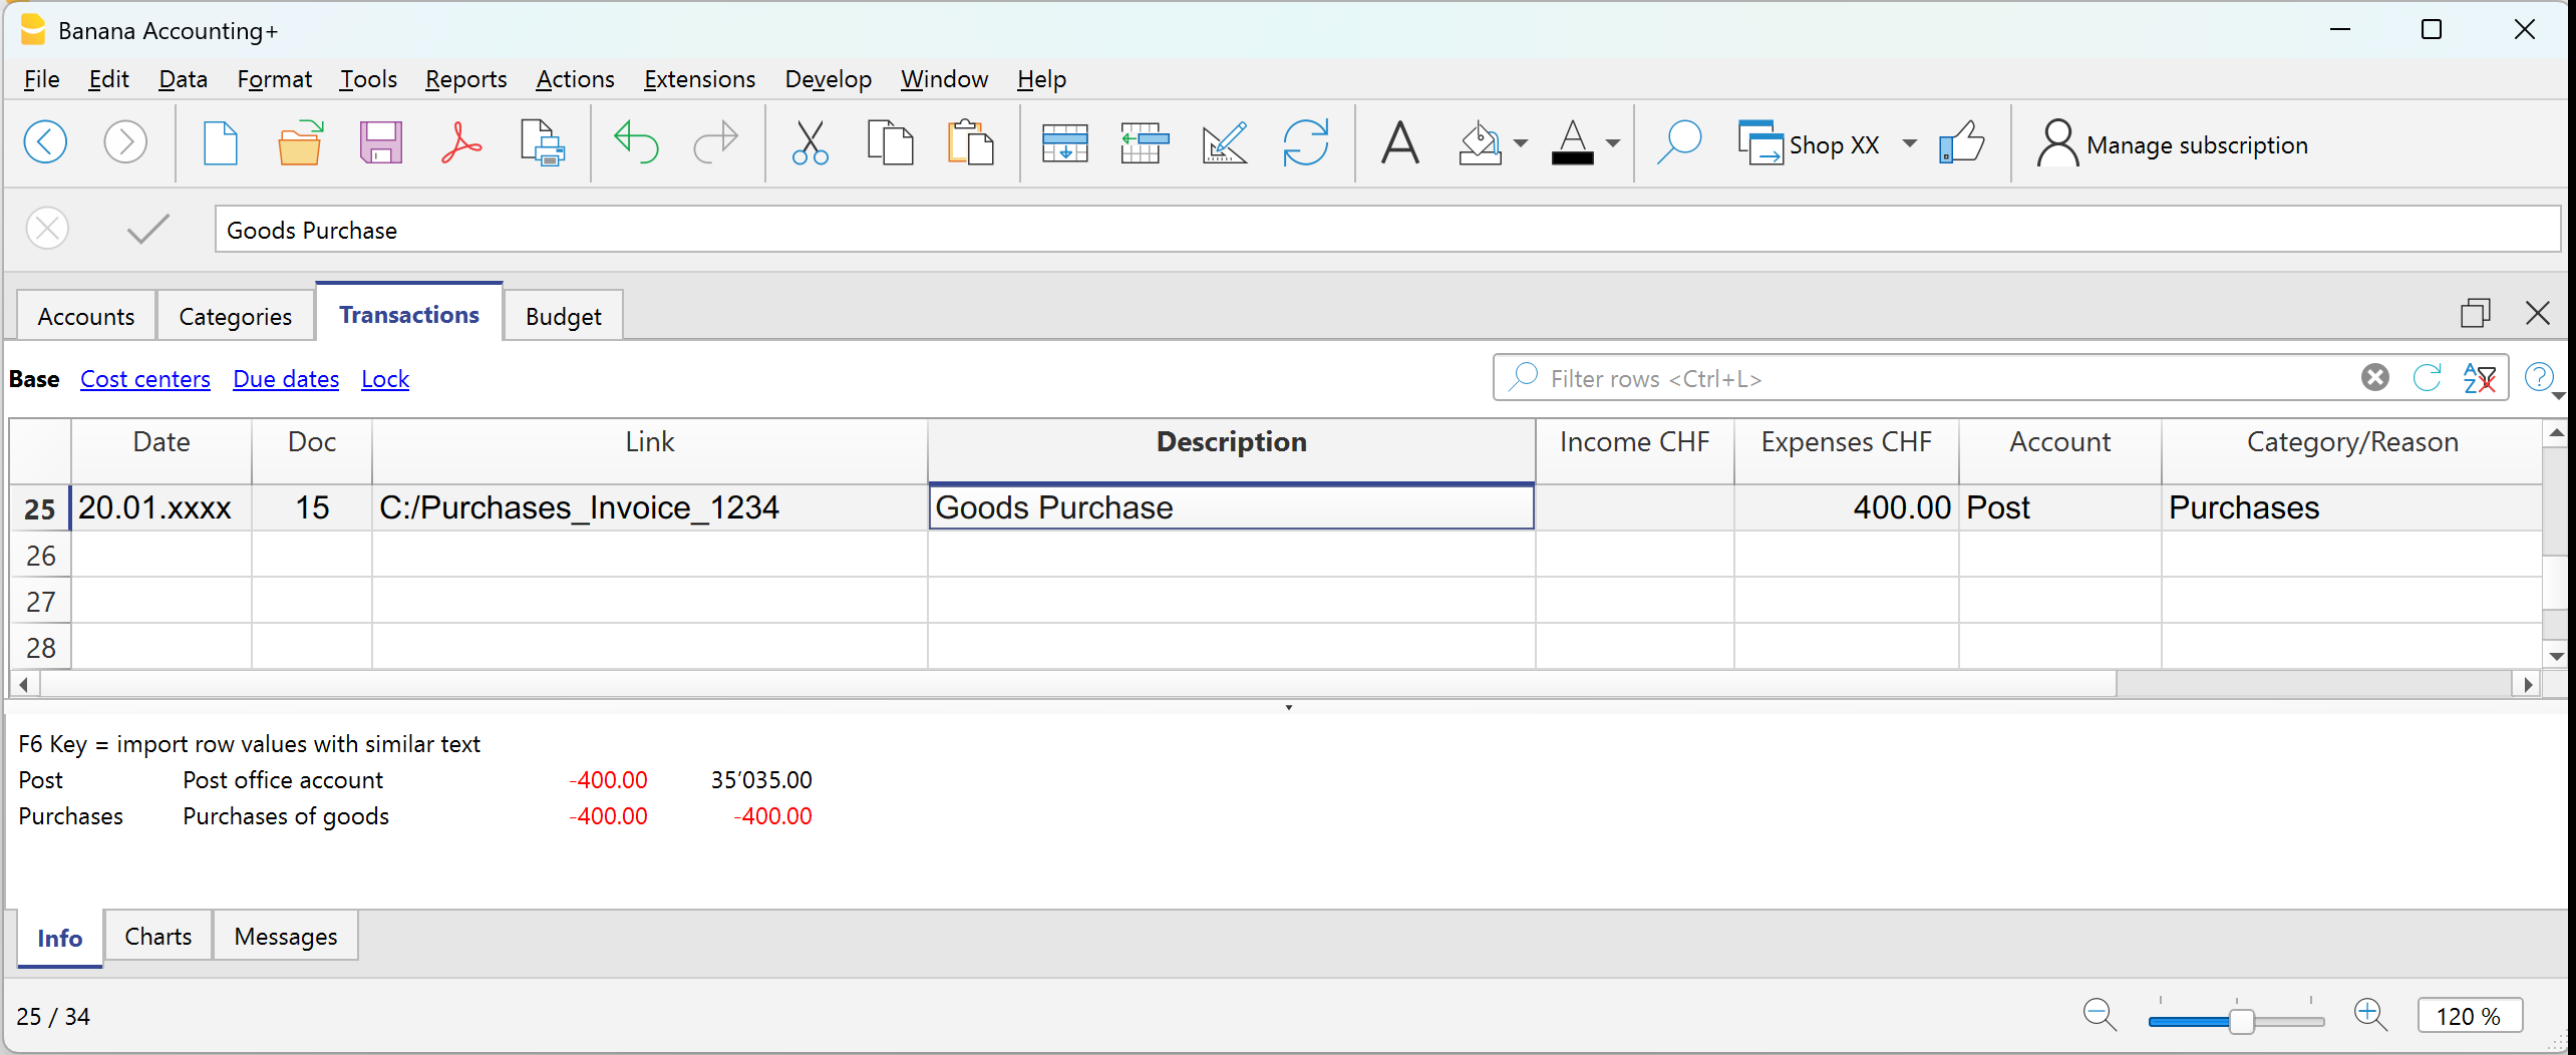 Banana Accounting+
File Edit Data Format Tools Reports Actions Extensions Develop Window Help
Shop XX Manage subscription
Goods Purchase
Accounts Categories Transactions Budget
Base Cost centers Due dates Lock Filter rows <Ctrl+L>
Date Doc Link Description Income CHF Expenses CHF Account Category/Reason
25 20.01.xxxx 15 C:/Purchases_Invoice_1234 Goods Purchase 400.00 Post Purchases
26
27
28
F6 Key = import row values with similar text
Post Post office account -400.00 35’035.00
Purchases Purchases of goods -400.00 -400.00
Info Charts Messages
25 / 34 120 %